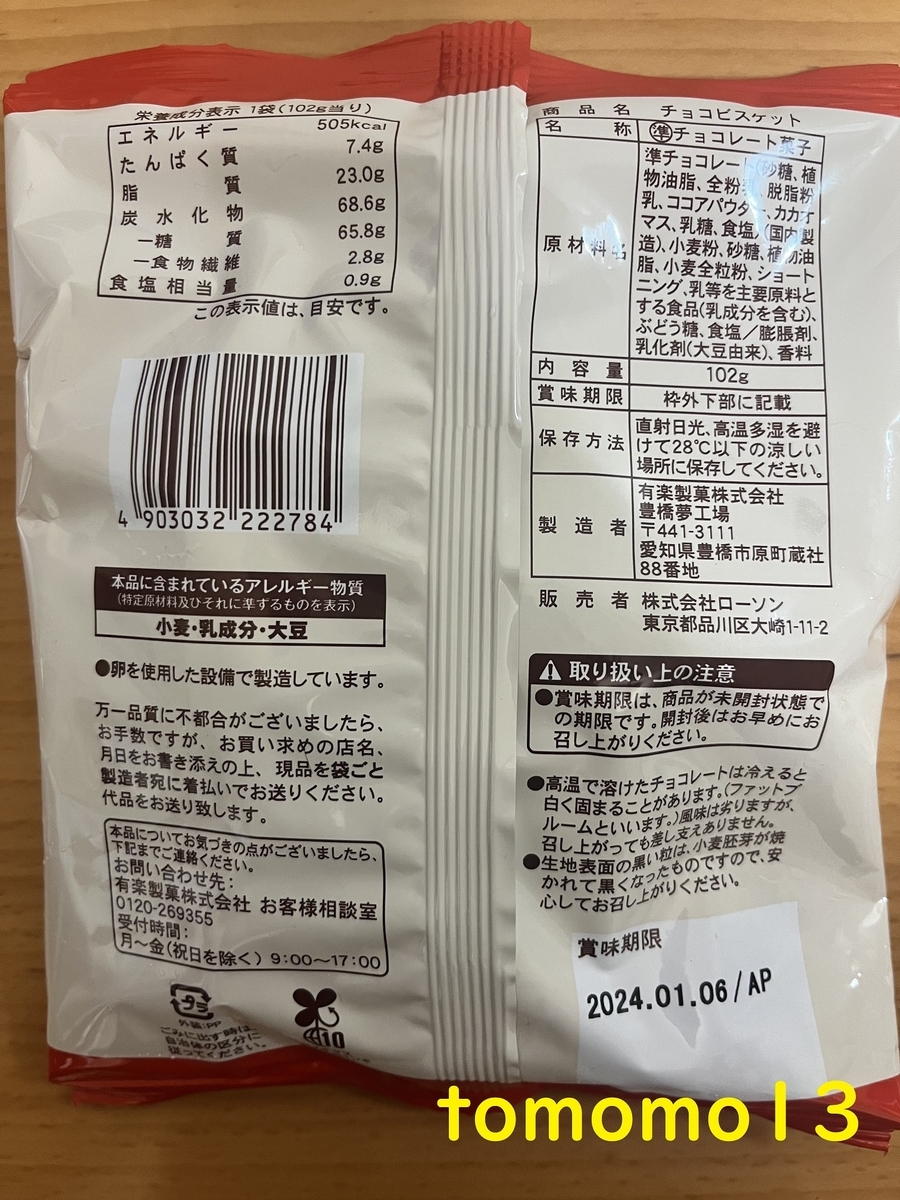 栄養成分表示 1袋(102g当り)
エネルギー 505kcal
たんぱく質 7.4g
脂質 23.0g
炭水化物 68.6g
―糖質 65.8g
―食物繊維 2.8g
食塩相当量 0.9g
この表示値は、目安です。
4 903032 222784
本品に含まれているアレルギー物質
(特定原材料及びそれに準ずるものを表示)
小麦・乳成分・大豆
●卵を使用した設備で製造しています。
万一品質に不都合がございましたら、
お手数ですが、お買い求めの店名、
月日をお書き添えの上、現品を袋ごと
製造者宛に着払いでお送りください。
代品をお送り致します。
本品についてお気づきの点がございましたら、
下記までご連絡ください。
お問い合わせ先:
有楽製菓株式会社 お客様相談室
0120-269355
受付時間:
月~金(祝日を除く) 9:00~17:00
プラ
外装:PP
ごみに出す時は、
自治体の区分に
従ってください。
10
商品名 チョコビスケット
名称 準チョコレート菓子
原材料名
準チョコレート(砂糖、植
物油脂、全粉乳、脱脂粉
乳、ココアパウダー、カカオ
マス、乳糖、食塩)(国内製
造)、小麦粉、砂糖、植物油
脂、小麦全粒粉、ショート
ニング、乳等を主要原料と
する食品(乳成分を含む)、
ぶどう糖、食塩/膨脹剤、
乳化剤(大豆由来)、香料
内容量 102g
賞味期限 枠外下部に記載
保存方法
直射日光、高温多湿を避
けて28℃以下の涼しい
場所に保存してください。
製造者
有楽製菓株式会社
豊橋夢工場
〒441-3111
愛知県豊橋市原町蔵社
88番地
販売者 株式会社ローソン
東京都品川区大崎1-11-2
取り扱い上の注意
●賞味期限は、商品が未開封状態で
の期限です。開封後はお早めにお
召し上がりください。
●高温で溶けたチョコレートは冷えると
白く固まることがあります。(ファットブ
ルームといいます。)風味は劣りますが、
召し上がっても差し支えありません。
●生地表面の黒い粒は、小麦胚芽が焼
かれて黒くなったものですので、安
心してお召し上がりください。
賞味期限
2024.01.06/AP
tomomo13